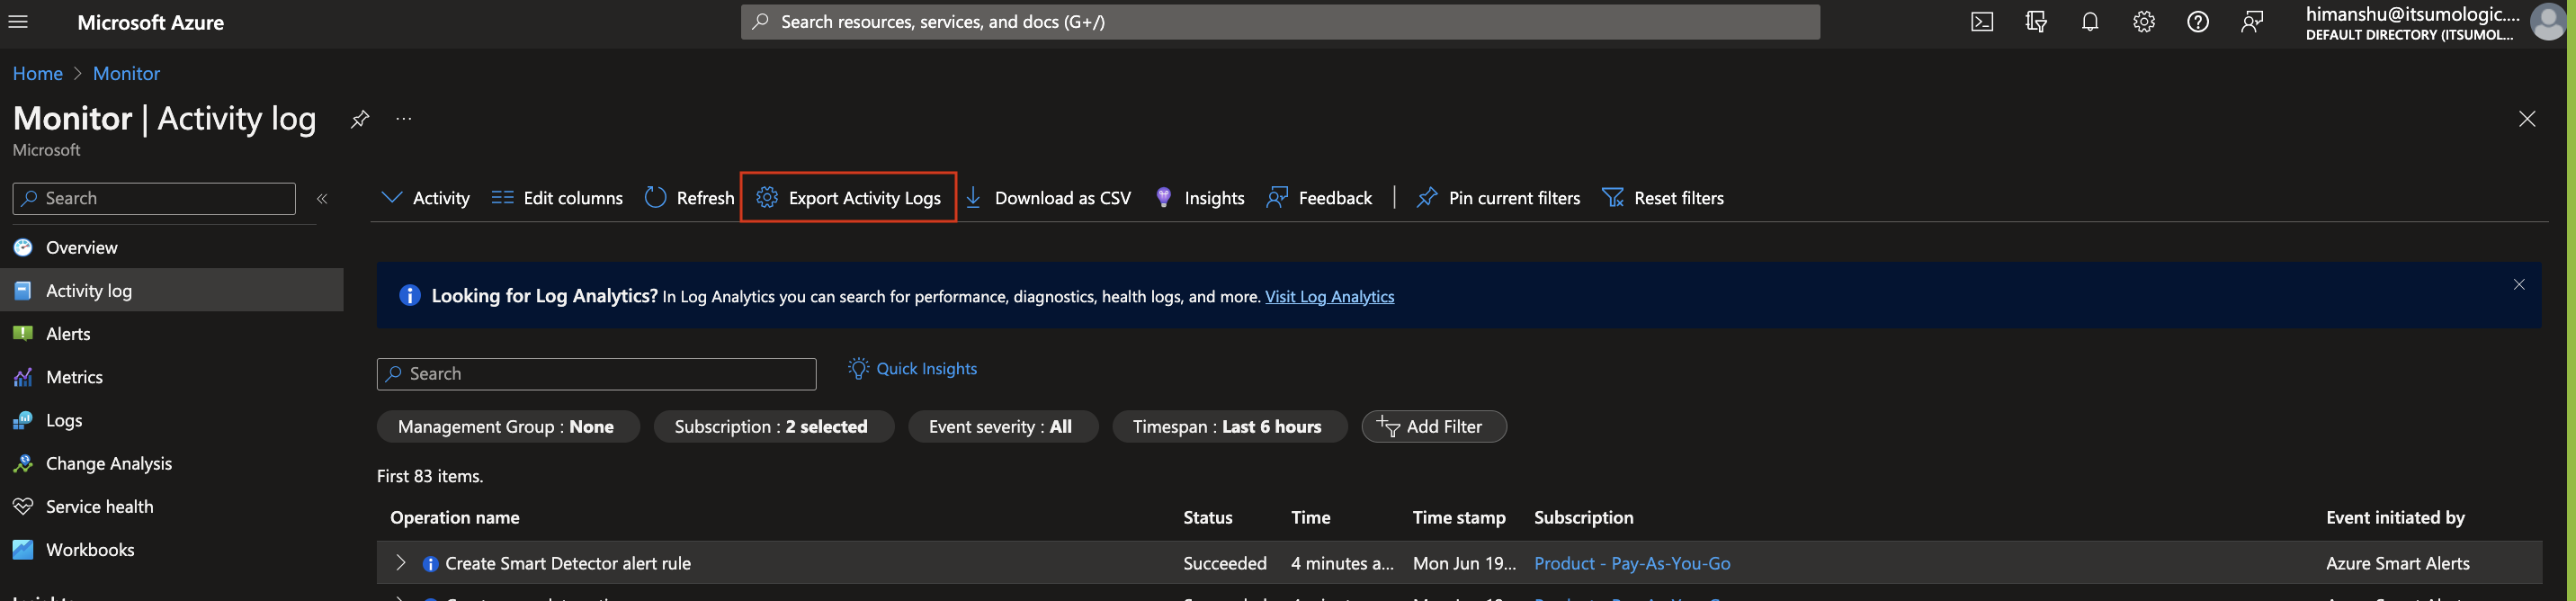 Microsoft Azure
Search resources, services, and docs (G+/)
himanshu@itsumologic....
DEFAULT DIRECTORY (ITSUMOL...
Home > Monitor
Monitor | Activity log
...
Microsoft
Search
«
Activity
Edit columns
Refresh
Export Activity Logs
Download as CSV
Insights
Feedback
Pin current filters
Reset filters
Overview
Activity log
Alerts
Metrics
Logs
Change Analysis
Service health
Workbooks
Looking for Log Analytics? In Log Analytics you can search for performance, diagnostics, health logs, and more. Visit Log Analytics
Search
Quick Insights
Management Group : None
Subscription : 2 selected
Event severity : All
Timespan : Last 6 hours
Add Filter
First 83 items.
Operation name Status Time Time stamp Subscription Event initiated by
Create Smart Detector alert rule Succeeded 4 minutes a... Mon Jun 19... Product - Pay-As-You-Go Azure Smart Alerts